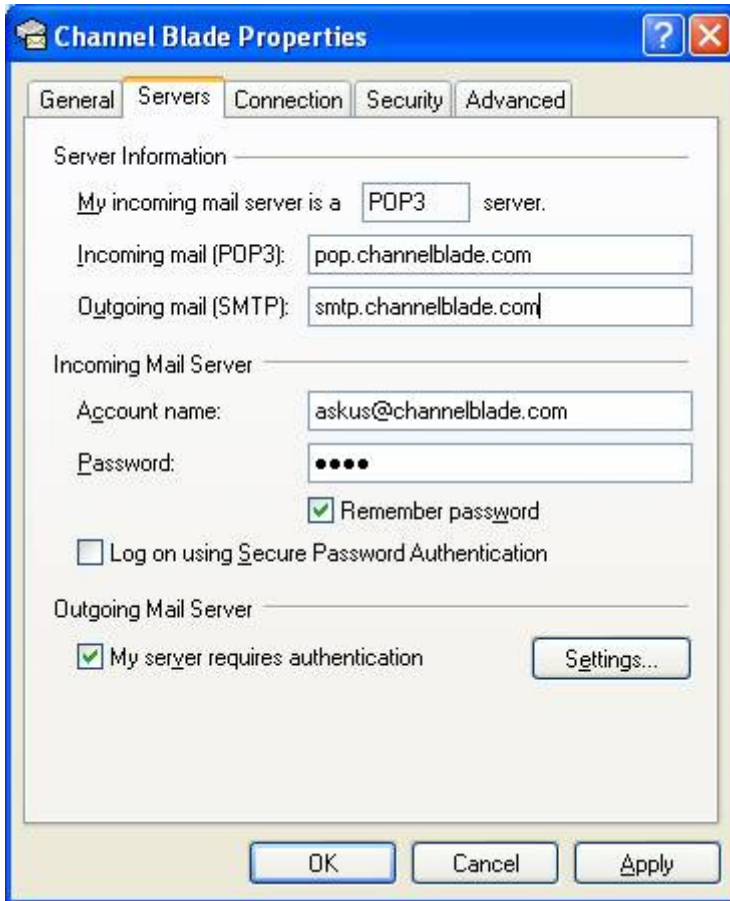 Channel Blade Properties
General Servers Connection Security Advanced
Server Information
My incoming mail server is a POP3 server.
Incoming mail (POP3): pop.channelblade.com
Outgoing mail (SMTP): smtp.channelblade.com
Incoming Mail Server
Account name: askus@channelblade.com
Password: ●●●●
Remember password
Log on using Secure Password Authentication
Outgoing Mail Server
My server requires authentication Settings...
OK Cancel Apply